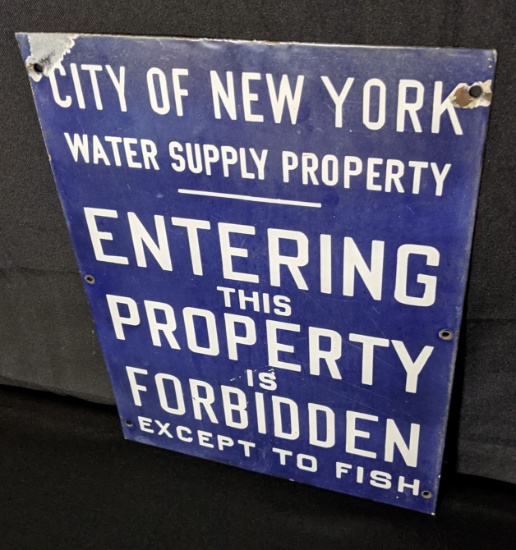 CITY OF NEW YORK
WATER SUPPLY PROPERTY
ENTERING
THIS
PROPERTY
IS
FORBIDDEN
EXCEPT TO FISH